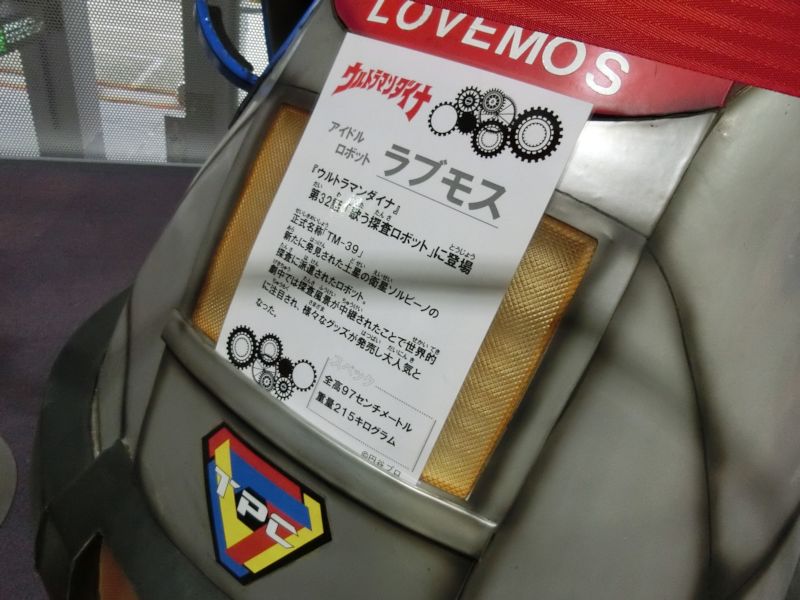 LOVEMOS
ウルトラマンダイナ
アイドル
ロボット
ラブモス
『ウルトラマンダイナ』
第32話「歌う探査ロボット」に登場
正式名称「TM-39」
新たに発見された土星の衛星ソルビーノの
探査に派遣されたロボット。
劇中では探査風景が中継されたことで世界的
に注目され、様々なグッズが発売し大人気と
なった。
スペック
全高97センチメートル
重量215キログラム
©円谷プロ
TPC